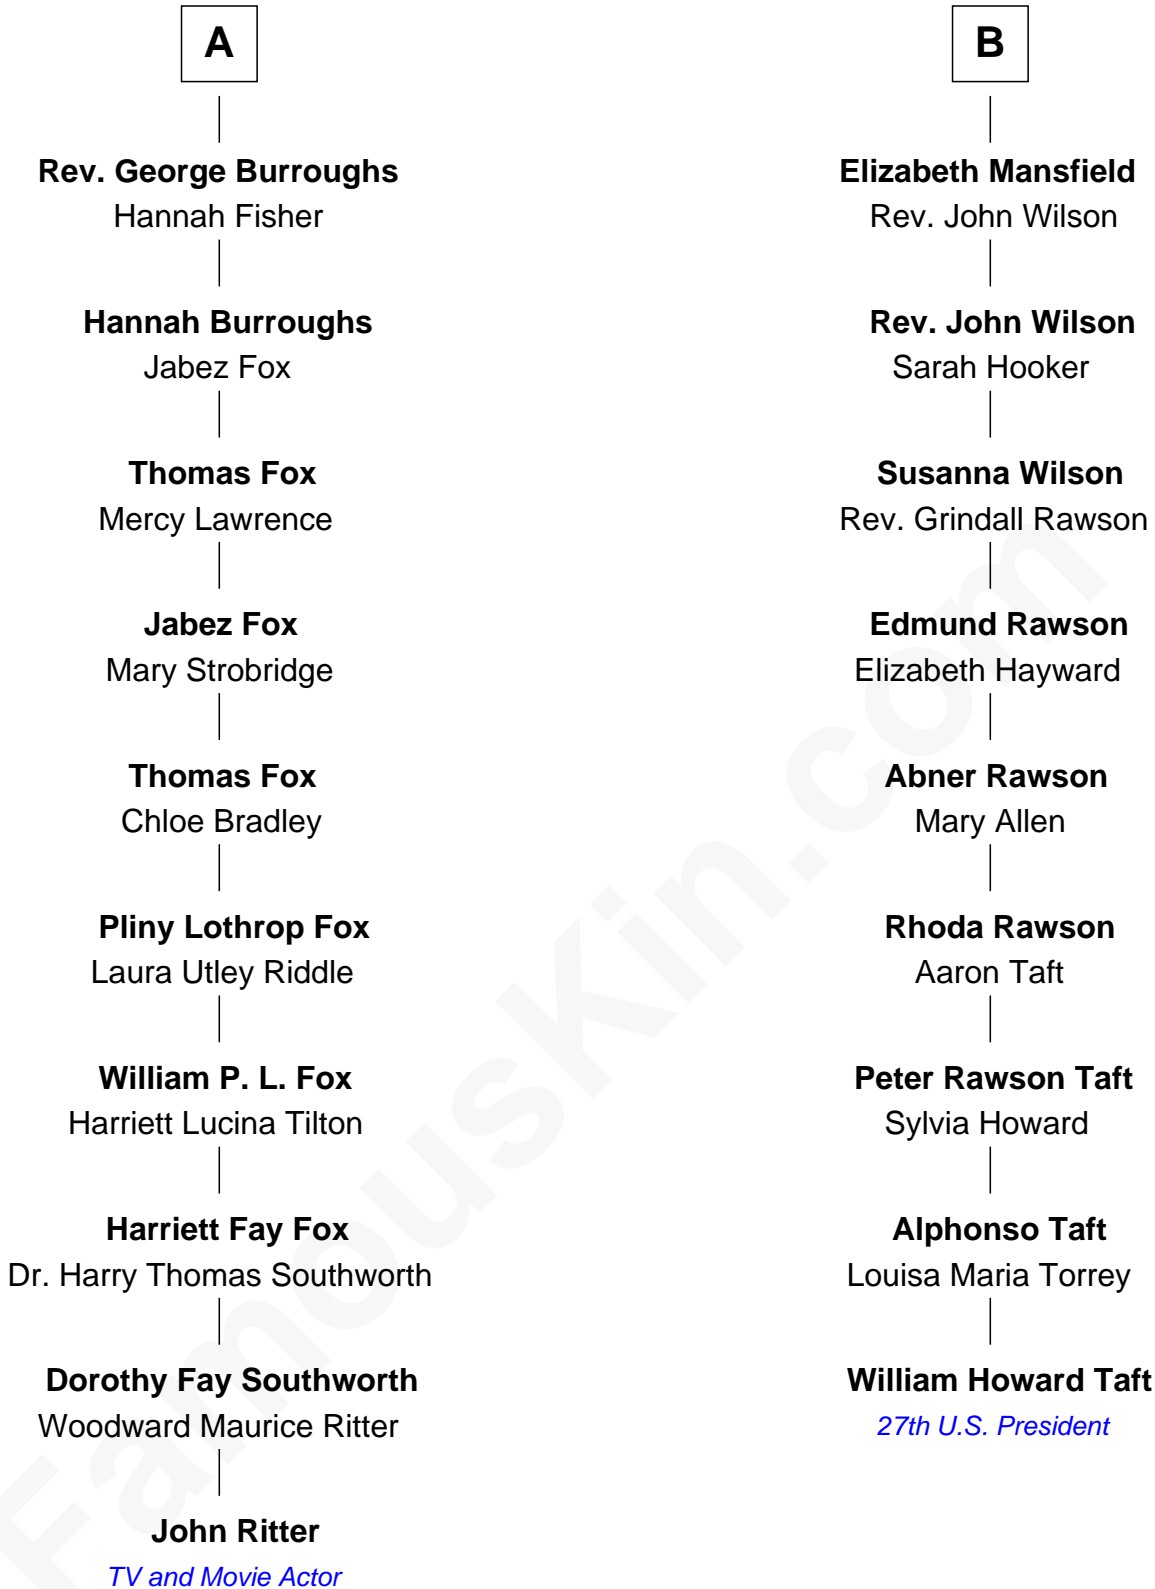 A
Rev. George Burroughs
Hannah Fisher
Hannah Burroughs
Jabez Fox
Thomas Fox
Mercy Lawrence
Jabez Fox
Mary Strobridge
Thomas Fox
Chloe Bradley
Pliny Lothrop Fox
Laura Utley Riddle
William P. L. Fox
Harriett Lucina Tilton
Harriett Fay Fox
Dr. Harry Thomas Southworth
Dorothy Fay Southworth
Woodward Maurice Ritter
John Ritter
TV and Movie Actor
B
Elizabeth Mansfield
Rev. John Wilson
Rev. John Wilson
Sarah Hooker
Susanna Wilson
Rev. Grindall Rawson
Edmund Rawson
Elizabeth Hayward
Abner Rawson
Mary Allen
Rhoda Rawson
Aaron Taft
Peter Rawson Taft
Sylvia Howard
Alphonso Taft
Louisa Maria Torrey
William Howard Taft
27th U.S. President
FamousKin.com